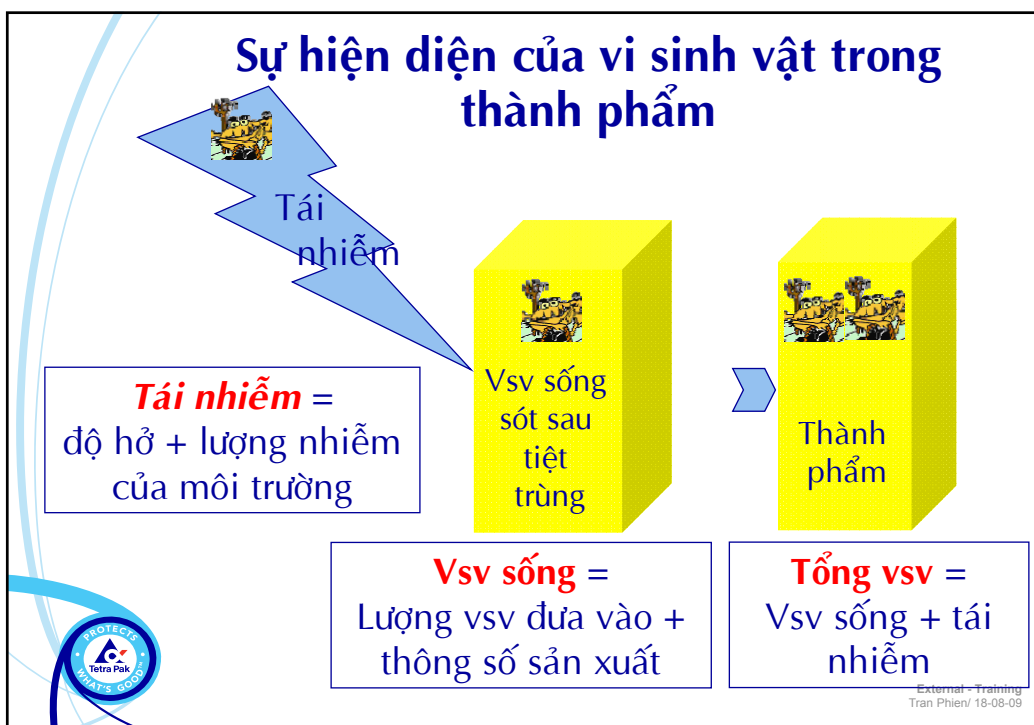 Sự hiện diện của vi sinh vật trong
thành phẩm
Tái
nhiễm
Tái nhiễm =
độ hở + lượng nhiễm
của môi trường
Vsv sống
sót sau
tiệt
trùng
Thành
phẩm
Vsv sống =
Lượng vsv đưa vào +
thông số sản xuất
Tổng vsv =
Vsv sống + tái
nhiễm
PROTECTS
Tetra Pak
WHAT'S GOOD™
External - Training
Tran Phien/ 18-08-09